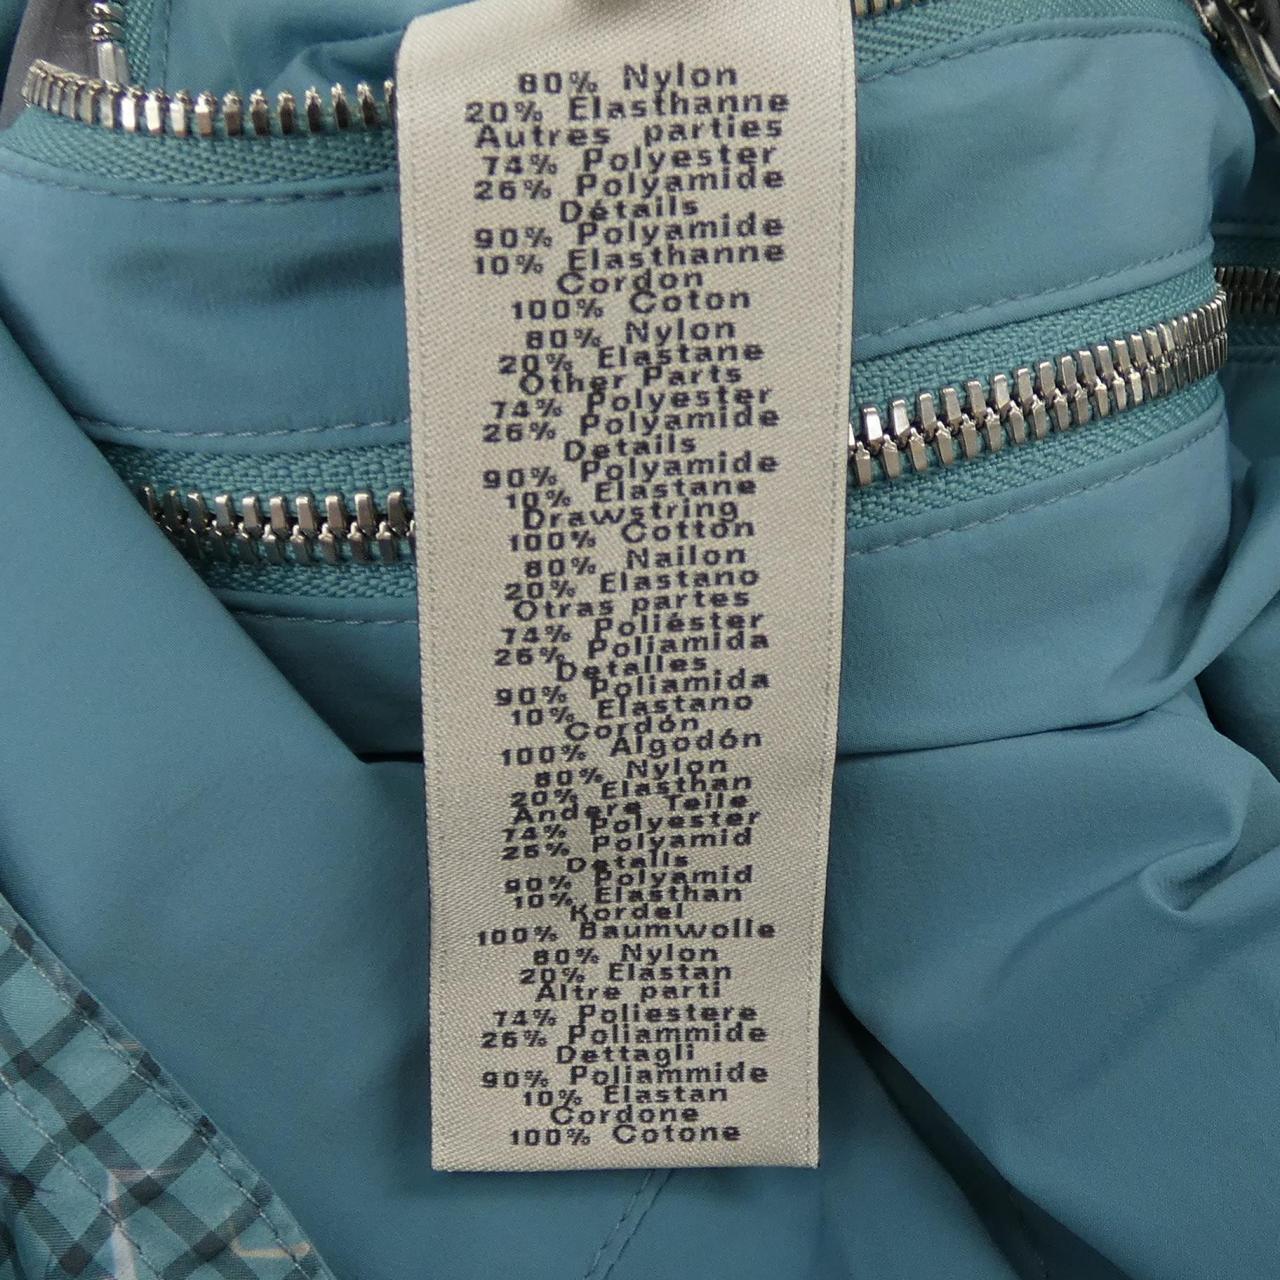 80% Nylon
20% Elasthanne
Autres parties
74% Polyester
26% Polyamide
Détails
90% Polyamide
10% Elasthanne
Cordon
100% Coton
80% Nylon
20% Elastane
Other Parts
74% Polyester
26% Polyamide
Details
90% Polyamide
10% Elastane
Drawstring
100% Cotton
80% Nailon
20% Elastano
Otras partes
74% Poliéster
26% Poliamida
Detalles
90% Poliamida
10% Elastano
Cordón
100% Algodón
80% Nylon
20% Elasthan
Andere Teile
74% Polyester
26% Polyamid
Details
90% Polyamid
10% Elasthan
Kordel
100% Baumwolle
80% Nylon
20% Elastan
Altre parti
74% Poliestere
26% Poliammide
Dettagli
90% Poliammide
10% Elastan
Cordone
100% Cotone